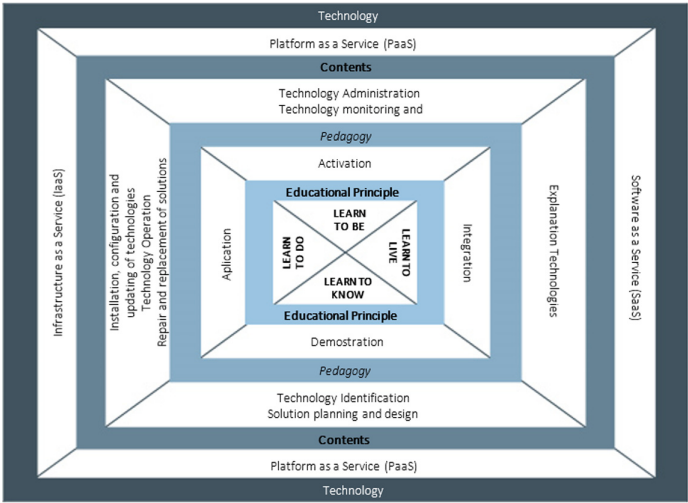 Technology
Platform as a Service (PaaS)
Contents
Technology Administration
Technology monitoring and
Pedagogy
Activation
Educational Principle
LEARN
TO BE
Infrastructure as a Service (IaaS)
Installation, configuration and
updating of technologies
Technology Operation
Repair and replacement of solutions
Aplication
LEARN
TO DO
LEARN TO
LIVE
Integration
Explanation Technologies
Software as a Service (SaaS)
LEARN TO
KNOW
Educational Principle
Demostration
Pedagogy
Technology Identification
Solution planning and design
Contents
Platform as a Service (PaaS)
Technology